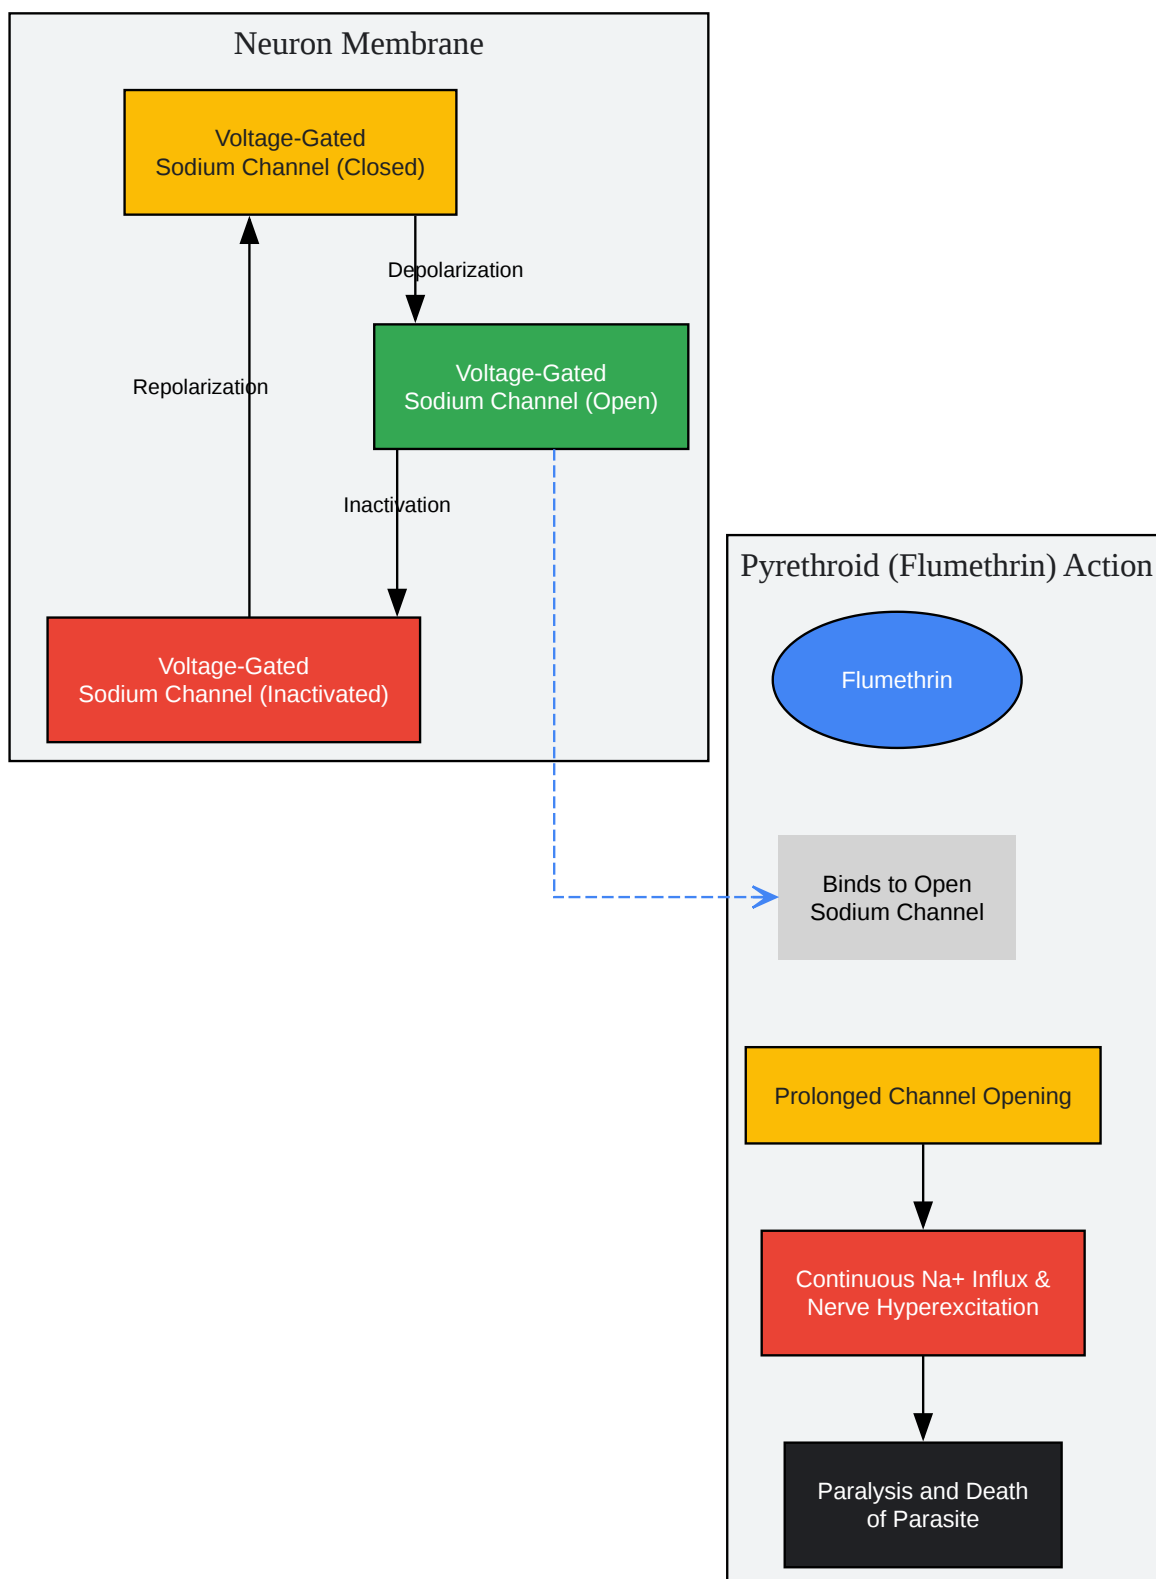 Neuron Membrane
Voltage-Gated
Sodium Channel (Closed)
Depolarization
Voltage-Gated
Sodium Channel (Open)
Repolarization
Inactivation
Voltage-Gated
Sodium Channel (Inactivated)
Pyrethroid (Flumethrin) Action
Flumethrin
Binds to Open
Sodium Channel
Prolonged Channel Opening
Continuous Na+ Influx &
Nerve Hyperexcitation
Paralysis and Death
of Parasite